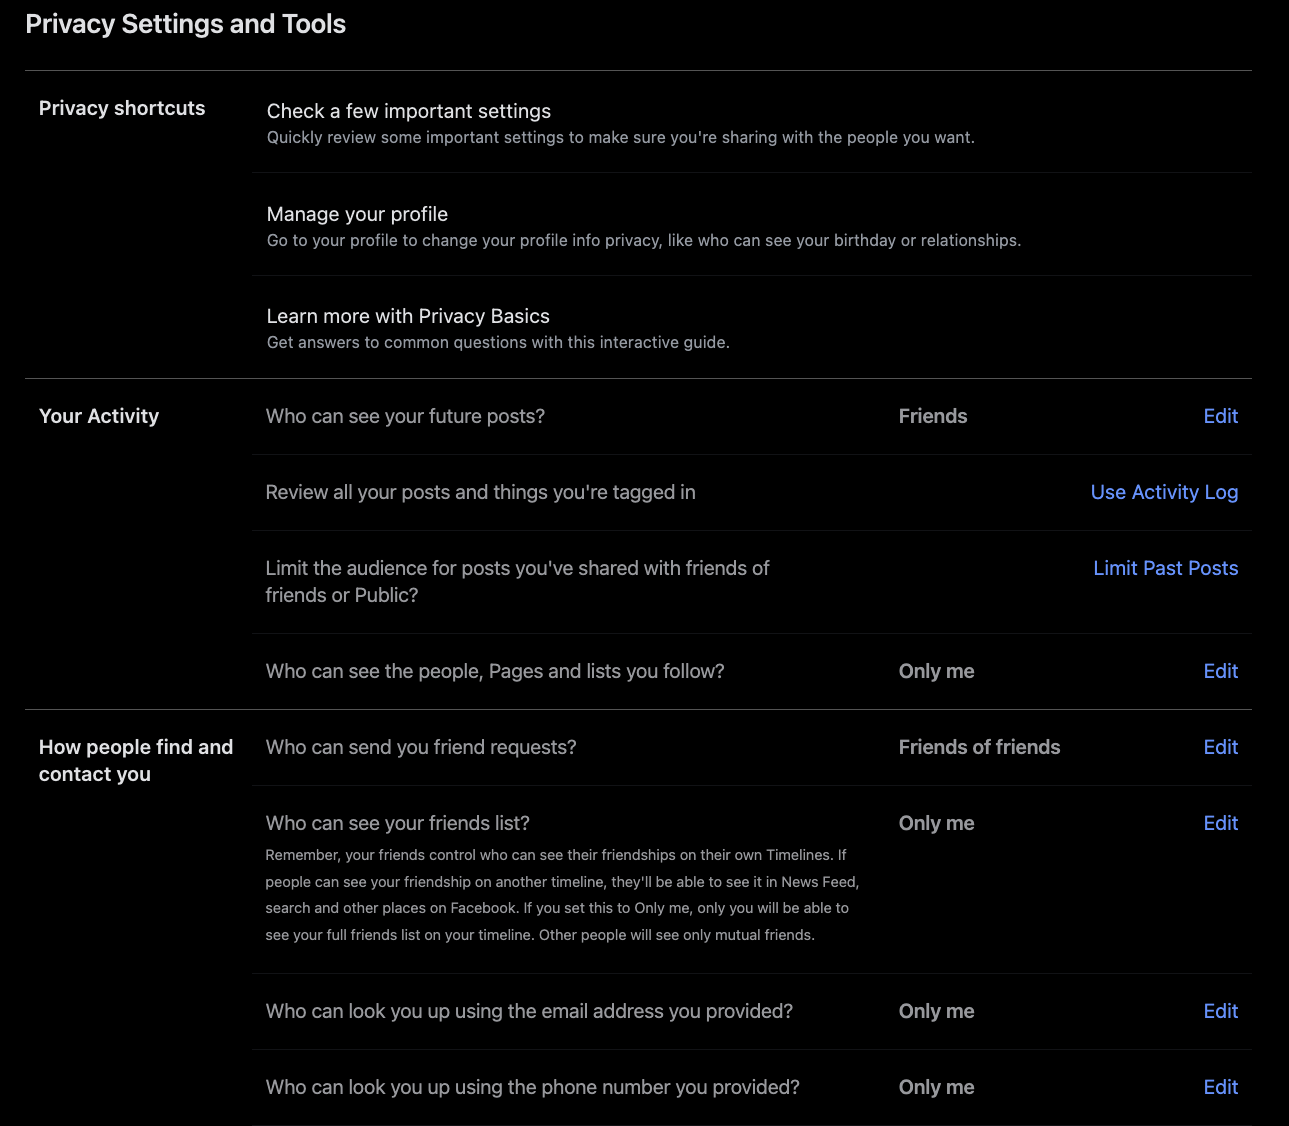 Privacy Settings and Tools
Privacy shortcuts
Check a few important settings
Quickly review some important settings to make sure you're sharing with the people you want.
Manage your profile
Go to your profile to change your profile info privacy, like who can see your birthday or relationships.
Learn more with Privacy Basics
Get answers to common questions with this interactive guide.
Your Activity
Who can see your future posts?
Friends
Edit
Review all your posts and things you're tagged in
Use Activity Log
Limit the audience for posts you've shared with friends of
friends or Public?
Limit Past Posts
Who can see the people, Pages and lists you follow?
Only me
Edit
How people find and
contact you
Who can send you friend requests?
Friends of friends
Edit
Who can see your friends list?
Only me
Edit
Remember, your friends control who can see their friendships on their own Timelines. If
people can see your friendship on another timeline, they'll be able to see it in News Feed,
search and other places on Facebook. If you set this to Only me, only you will be able to
see your full friends list on your timeline. Other people will see only mutual friends.
Who can look you up using the email address you provided?
Only me
Edit
Who can look you up using the phone number you provided?
Only me
Edit